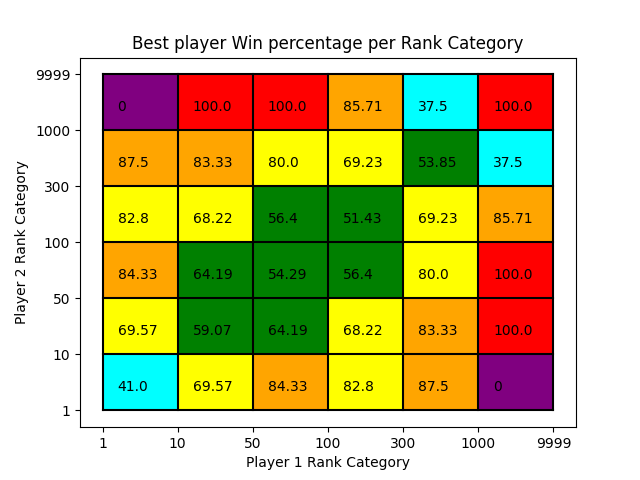 Best player Win percentage per Rank Category
9999
0 100.0 100.0 85.71 37.5 100.0
1000
87.5 83.33 80.0 69.23 53.85 37.5
300
82.8 68.22 56.4 51.43 69.23 85.71
100
84.33 64.19 54.29 56.4 80.0 100.0
50
69.57 59.07 64.19 68.22 83.33 100.0
10
41.0 69.57 84.33 82.8 87.5 0
1
Player 2 Rank Category
1 10 50 100 300 1000 9999
Player 1 Rank Category